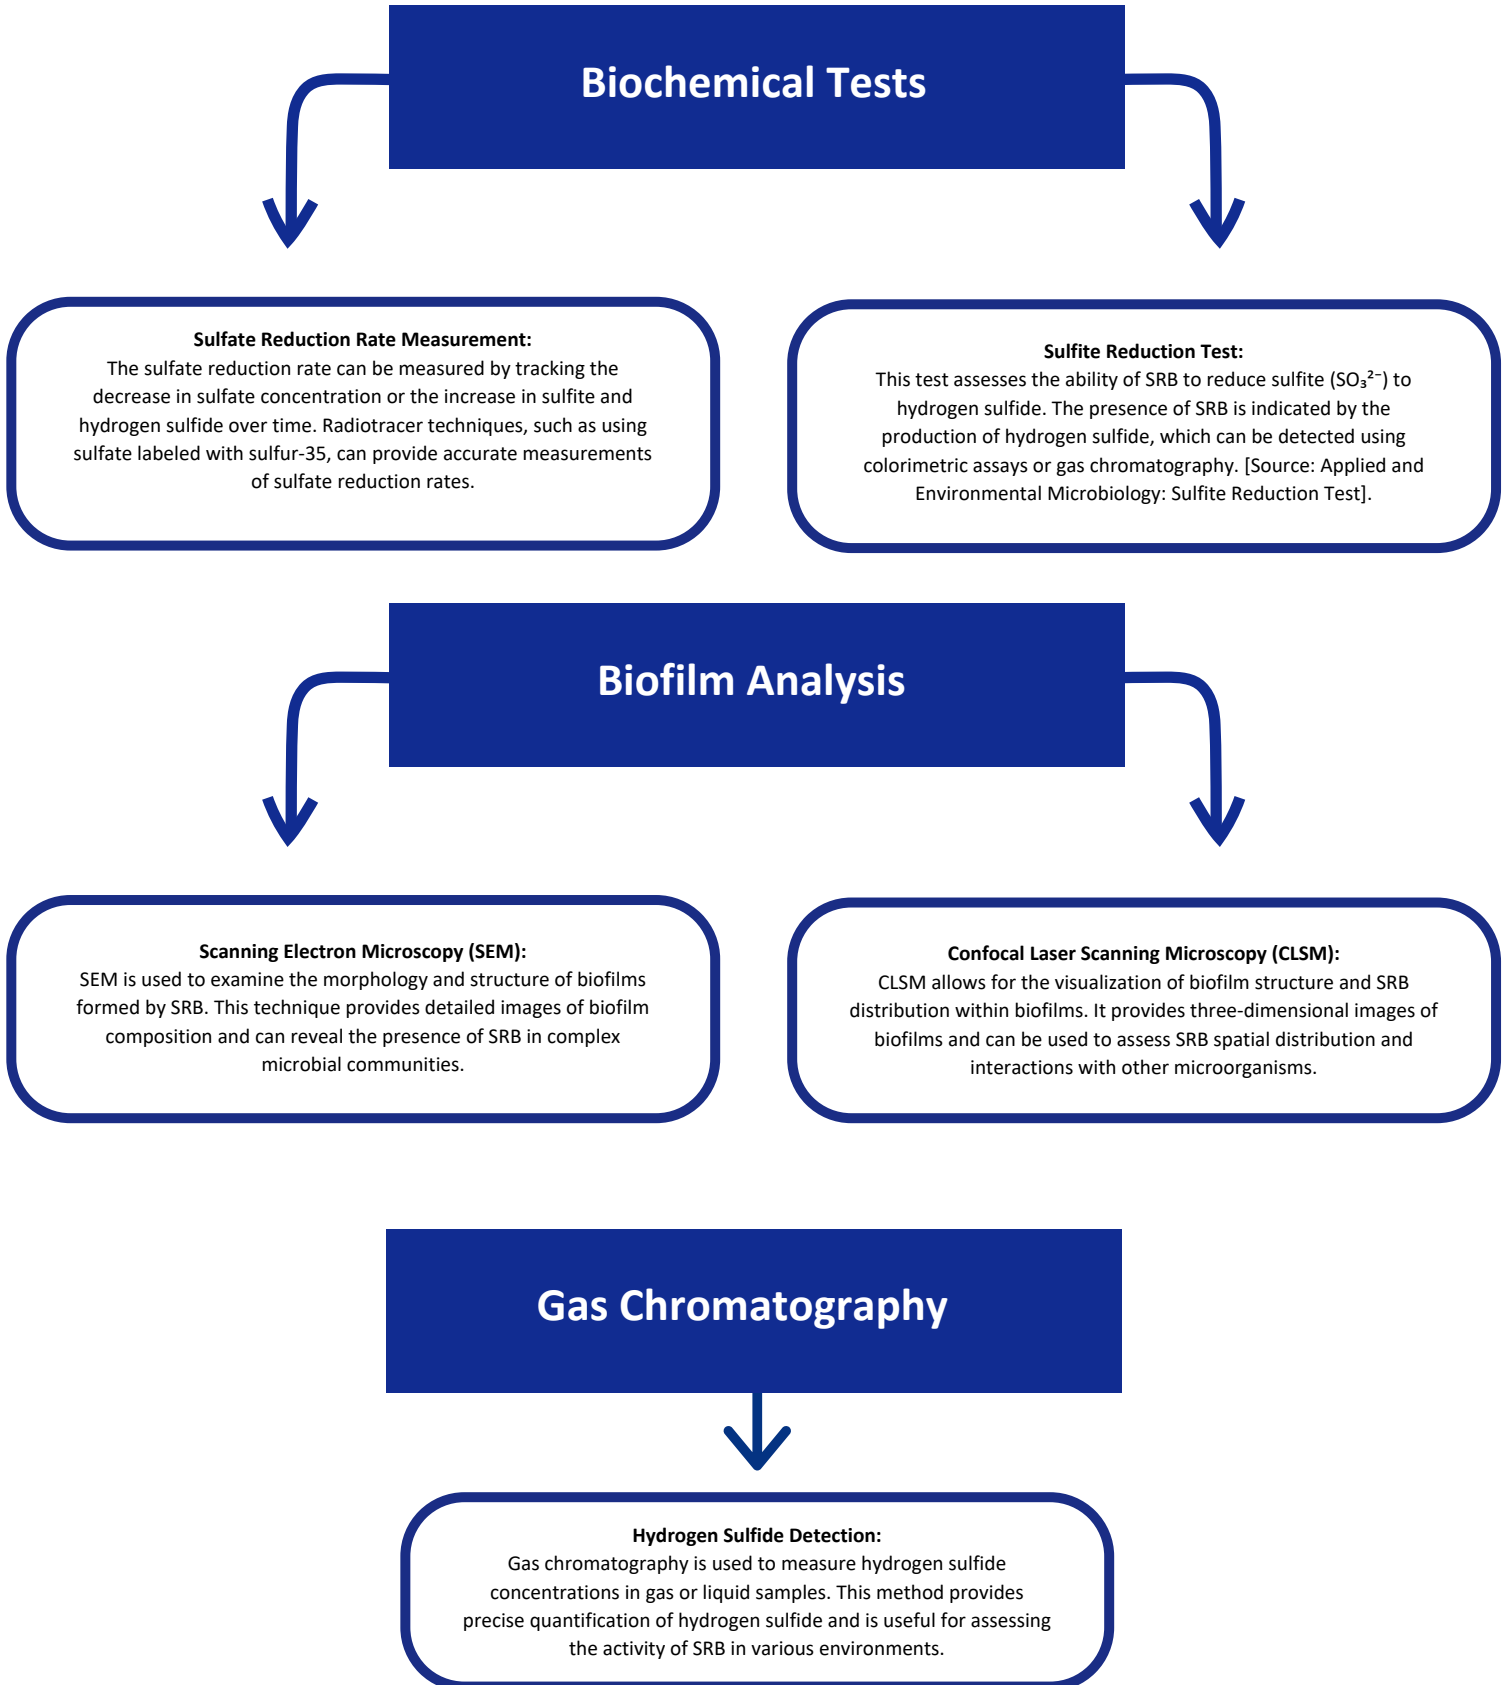 Biochemical Tests
Sulfate Reduction Rate Measurement:
The sulfate reduction rate can be measured by tracking the
decrease in sulfate concentration or the increase in sulfite and
hydrogen sulfide over time. Radiotracer techniques, such as using
sulfate labeled with sulfur-35, can provide accurate measurements
of sulfate reduction rates.
Sulfite Reduction Test:
This test assesses the ability of SRB to reduce sulfite (SO₃²⁻) to
hydrogen sulfide. The presence of SRB is indicated by the
production of hydrogen sulfide, which can be detected using
colorimetric assays or gas chromatography. [Source: Applied and
Environmental Microbiology: Sulfite Reduction Test].
Biofilm Analysis
Scanning Electron Microscopy (SEM):
SEM is used to examine the morphology and structure of biofilms
formed by SRB. This technique provides detailed images of biofilm
composition and can reveal the presence of SRB in complex
microbial communities.
Confocal Laser Scanning Microscopy (CLSM):
CLSM allows for the visualization of biofilm structure and SRB
distribution within biofilms. It provides three-dimensional images of
biofilms and can be used to assess SRB spatial distribution and
interactions with other microorganisms.
Gas Chromatography
Hydrogen Sulfide Detection:
Gas chromatography is used to measure hydrogen sulfide
concentrations in gas or liquid samples. This method provides
precise quantification of hydrogen sulfide and is useful for assessing
the activity of SRB in various environments.